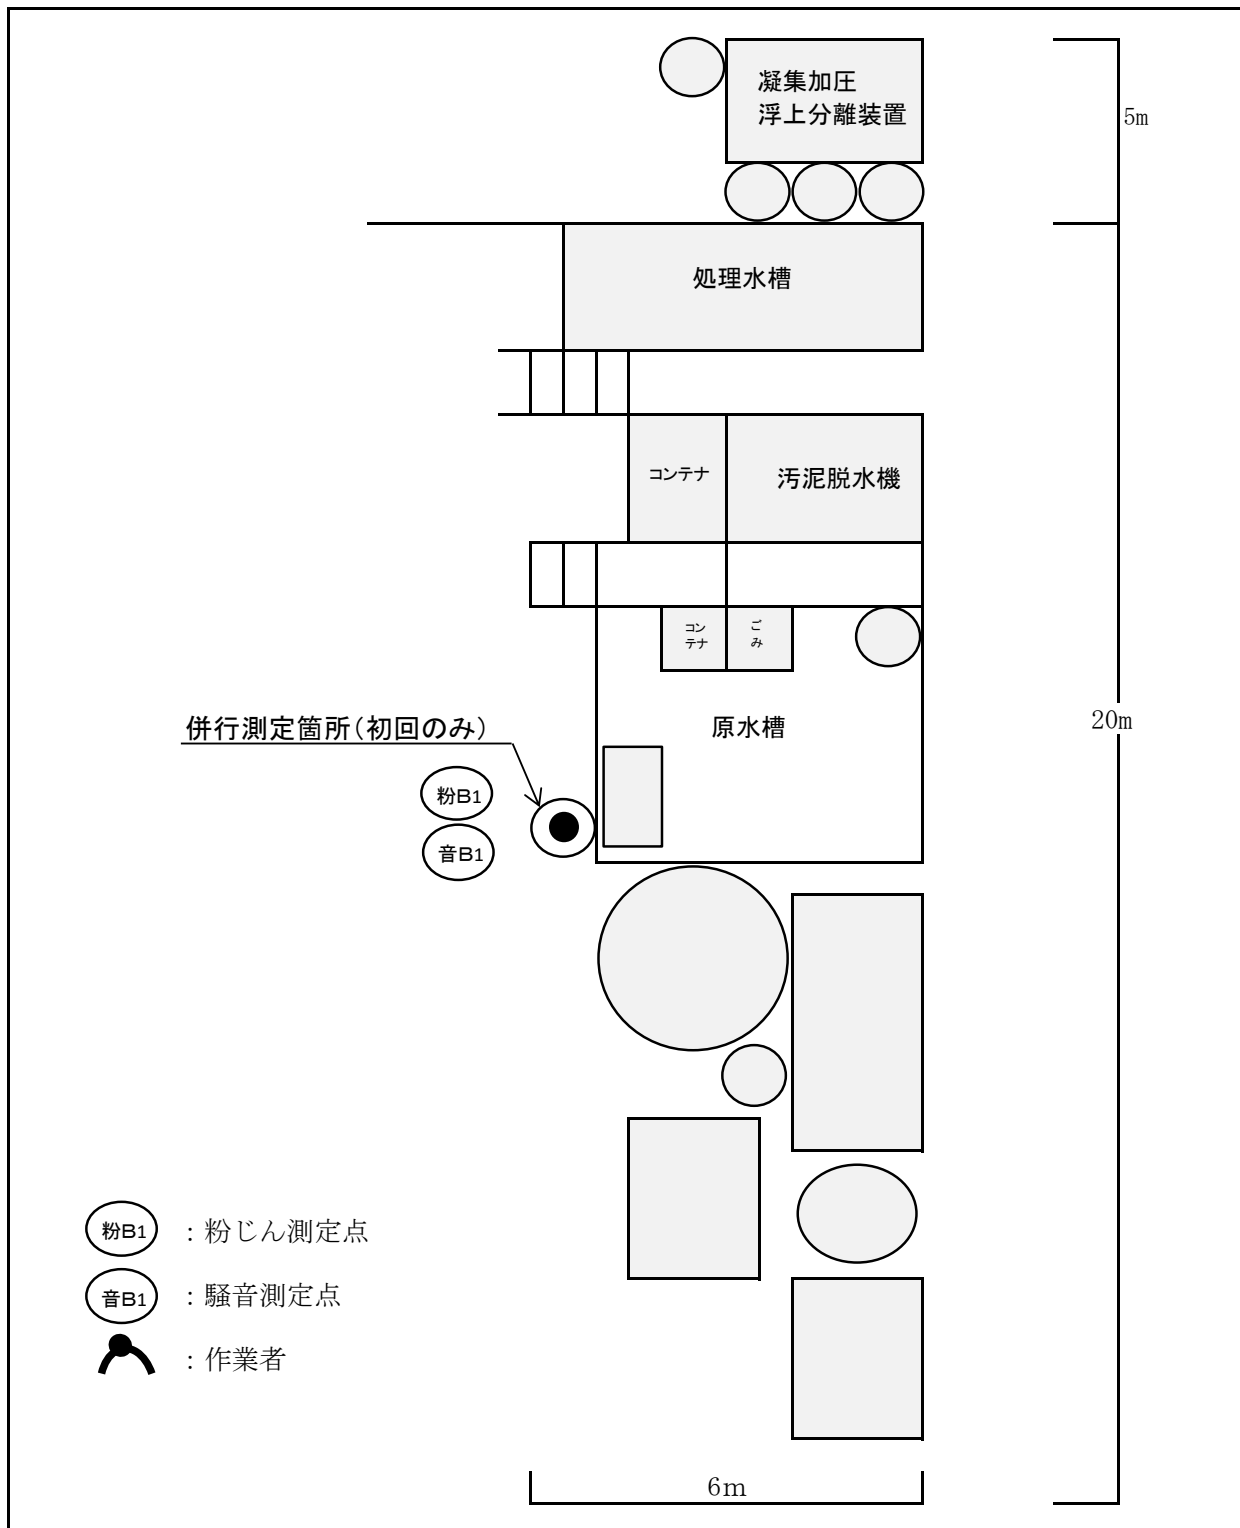 凝集加圧
浮上分離装置
5m
処理水槽
コンテナ
汚泥脱水機
コン
テナ
ご
み
20m
併行測定箇所(初回のみ)
原水槽
粉B1
音B1
粉B1
:粉じん測定点
音B1
:騒音測定点
:作業者
6m